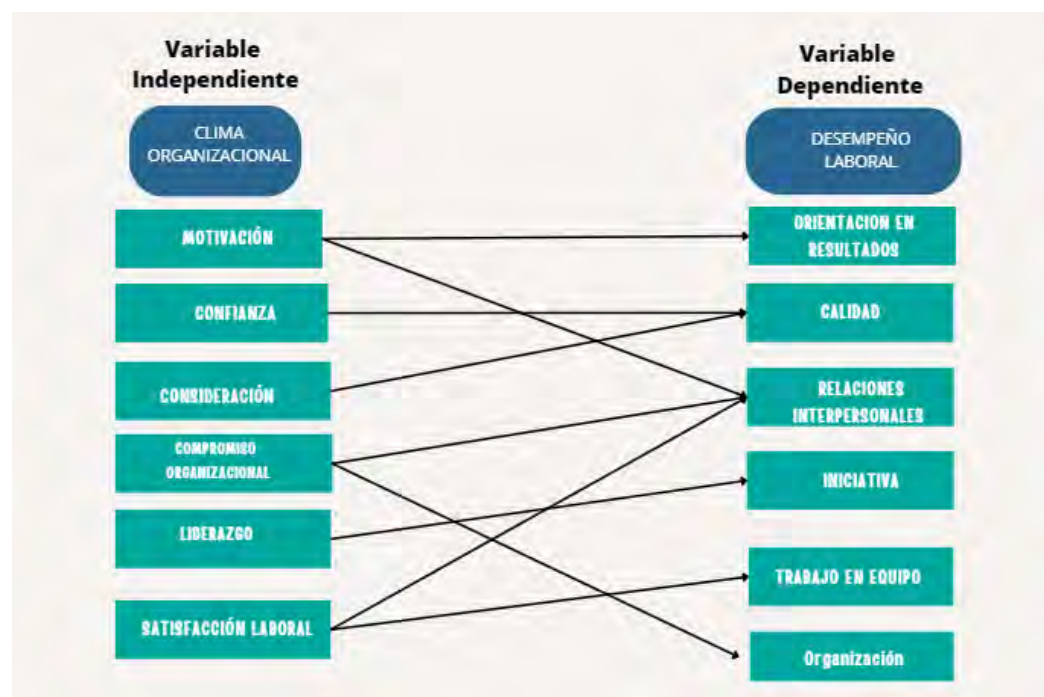 Variable
Independiente
CLIMA
ORGANIZACIONAL
MOTIVACIÓN
CONFIANZA
CONSIDERACIÓN
COMPROMISO
ORGANIZACIONAL
LIDERAZGO
SATISFACCIÓN LABORAL
Variable
Dependiente
DESEMPEÑO
LABORAL
ORIENTACION EN
RESULTADOS
CALIDAD
RELACIONES
INTERPERSONALES
INICIATIVA
TRABAJO EN EQUIPO
Organización